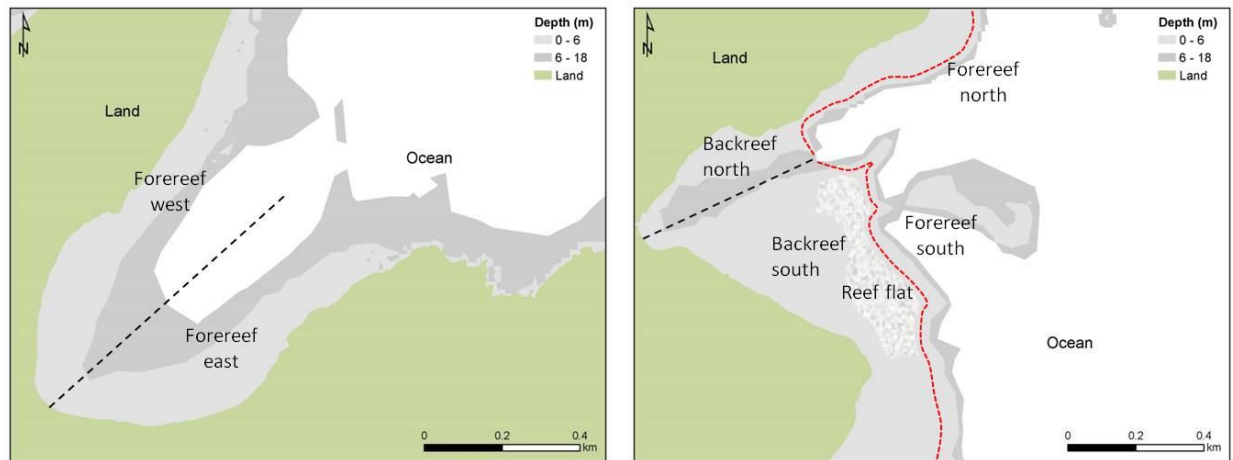 N
Depth (m)
0 - 6
6 - 18
Land
Land
Ocean
Forereef
west
Forereef
east
0
0.2
0.4
km
N
Depth (m)
0 - 6
6 - 18
Land
Land
Forereef
north
Backreef
north
Forereef
south
Backreef
south
Reef flat
Ocean
0
0.2
0.4
km